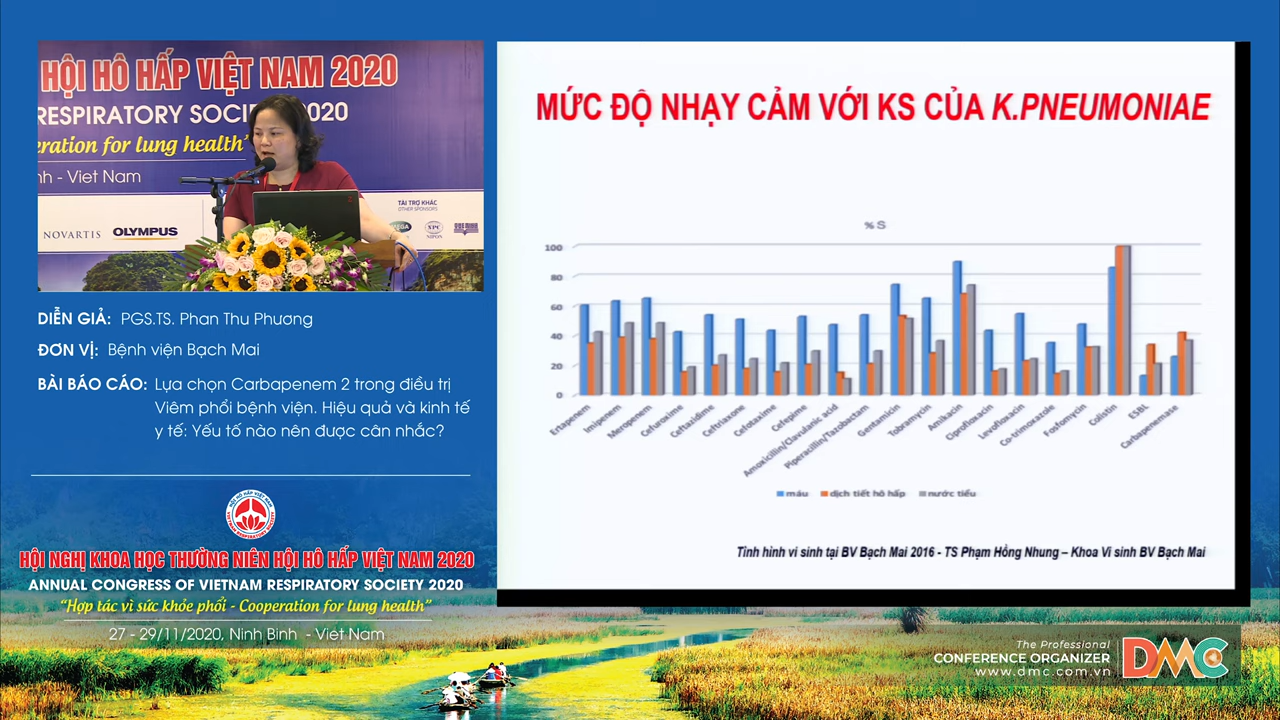 HỘI HÔ HẤP VIỆT NAM 2020
RESPIRATORY SOCIETY 2020
eration for lung health"
nh - Viet Nam
TÀI TRỢ KHÁC
OTHER SPONSORS
NOVARTIS
OLYMPUS
DIỄN GIẢ: PGS.TS. Phan Thu Phương
ĐƠN VỊ: Bệnh viện Bạch Mai
BÀI BÁO CÁO: Lựa chọn Carbapenem 2 trong điều trị
Viêm phổi bệnh viện. Hiệu quả và kinh tế
y tế: Yếu tố nào nên được cân nhắc?
HỘI NGHỊ KHOA HỌC THƯỜNG NIÊN HỘI HÔ HẤP VIỆT NAM 2020
ANNUAL CONGRESS OF VIETNAM RESPIRATORY SOCIETY 2020
"Hợp tác vì sức khỏe phổi - Cooperation for lung health"
27 - 29/11/2020, Ninh Bình - Việt Nam
MỨC ĐỘ NHẠY CẢM VỚI KS CỦA K.PNEUMONIAE
% S
100
80
60
40
20
0
Ertapenem
Imipenem
Meropenem
Cefuroxime
Ceftazidime
Ceftriaxone
Cefotaxime
Cefepime
Amoxicillin/Clavulanic acid
Piperacillin/Tazobactam
Gentamicin
Tobramycin
Amikacin
Ciprofloxacin
Levofloxacin
Co-trimoxazole
Fosfomycin
Colistin
ESBL
Carbapenemase
máu
dịch tiết hô hấp
nước tiểu
Tình hình vi sinh tại BV Bạch Mai 2016 - TS Phạm Hồng Nhung – Khoa Vi sinh BV Bạch Mai
The Professional
CONFERENCE ORGANIZER
www.dmc.com.vn
DMC